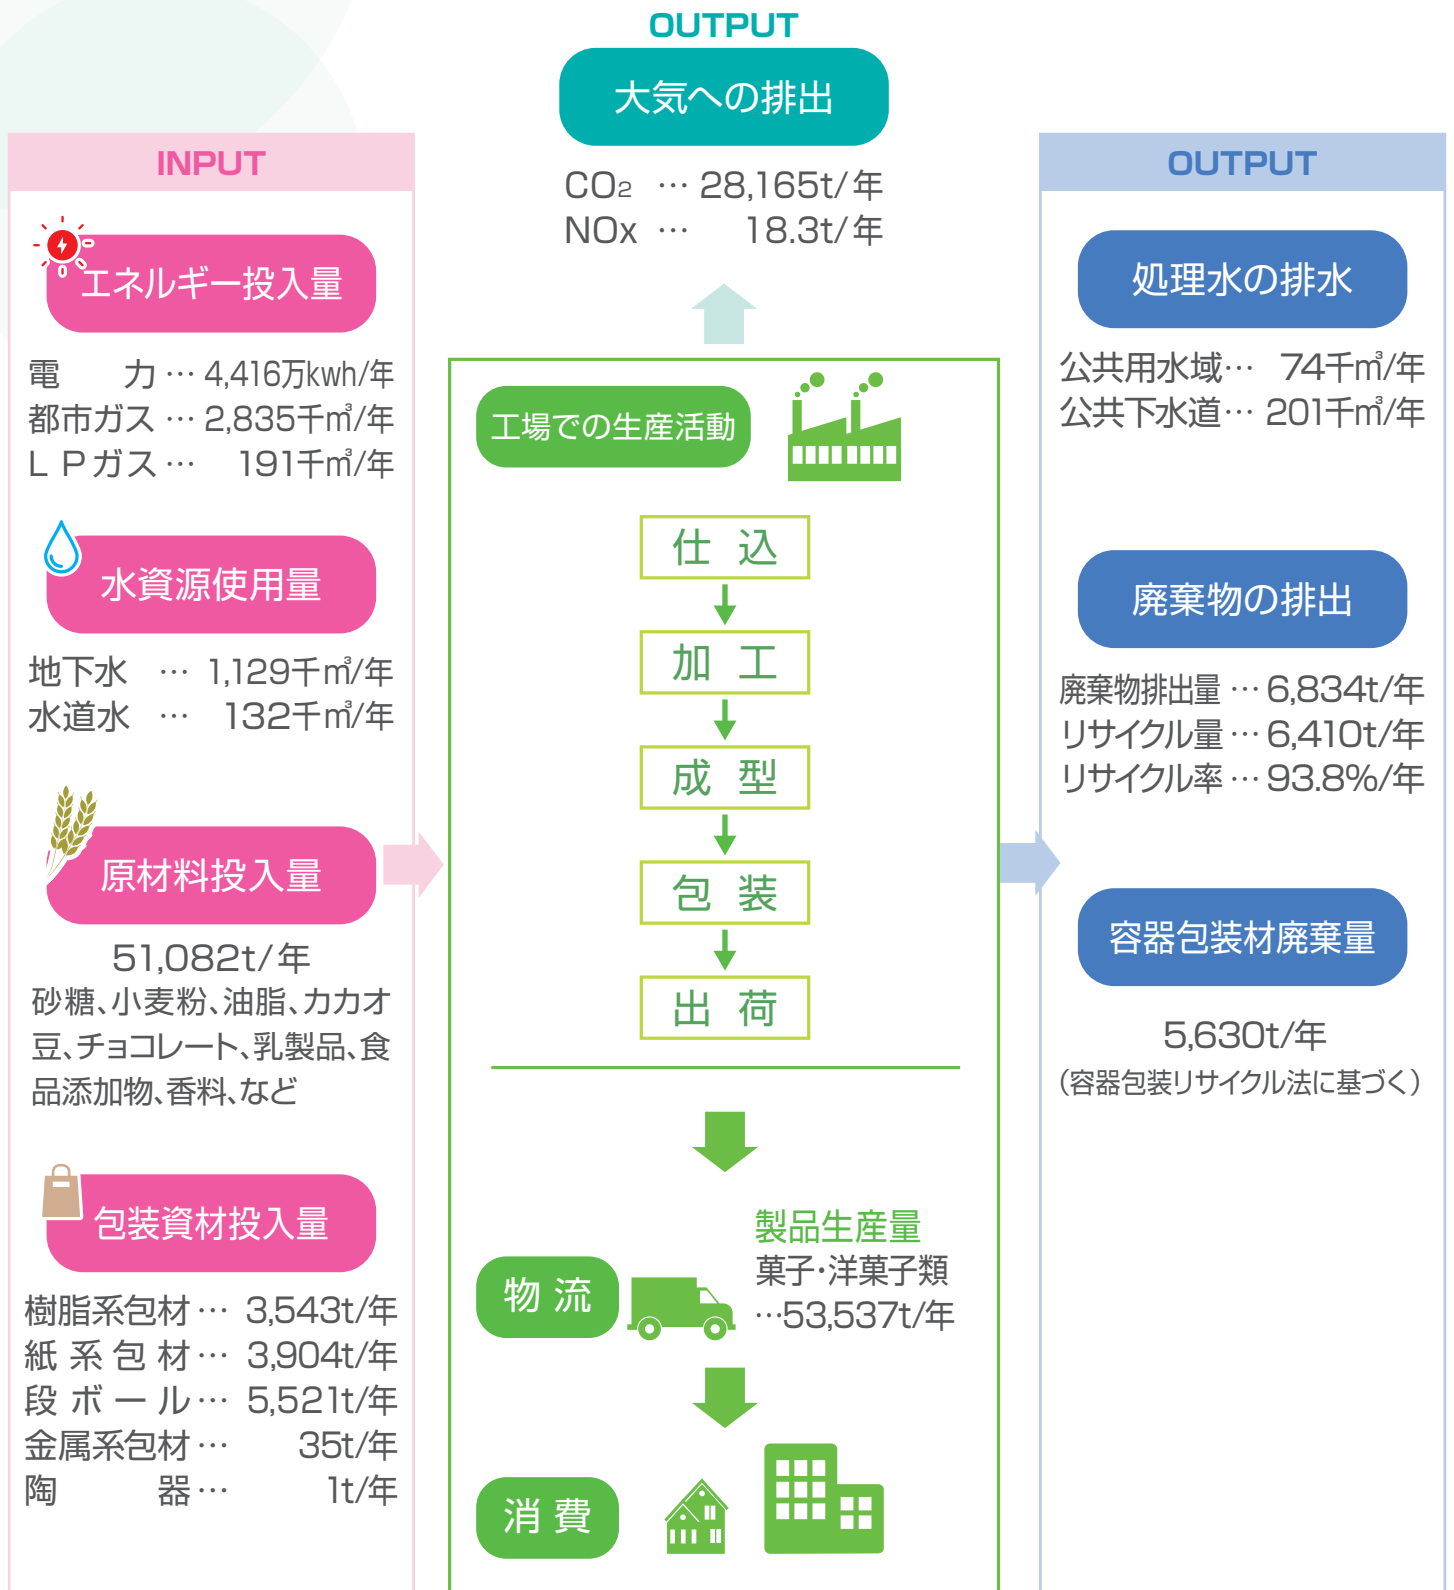 OUTPUT
大気への排出
CO₂ … 28,165t/年
NOx … 18.3t/年
INPUT
エネルギー投入量
電 力 … 4,416万kwh/年
都市ガス … 2,835千㎥/年
LPガス … 191千㎥/年
水資源使用量
地下水 … 1,129千㎥/年
水道水 … 132千㎥/年
原材料投入量
51,082t/年
砂糖、小麦粉、油脂、カカオ
豆、チョコレート、乳製品、食
品添加物、香料、など
包装資材投入量
樹脂系包材 … 3,543t/年
紙系包材 … 3,904t/年
段ボール … 5,521t/年
金属系包材 … 35t/年
陶 器 … 1t/年
工場での生産活動
仕込
加工
成型
包装
出荷
製品生産量
菓子・洋菓子類
…53,537t/年
物流
消費
OUTPUT
処理水の排水
公共用水域… 74千㎥/年
公共下水道… 201千㎥/年
廃棄物の排出
廃棄物排出量 … 6,834t/年
リサイクル量 … 6,410t/年
リサイクル率 … 93.8%/年
容器包装材廃棄量
5,630t/年
(容器包装リサイクル法に基づく)